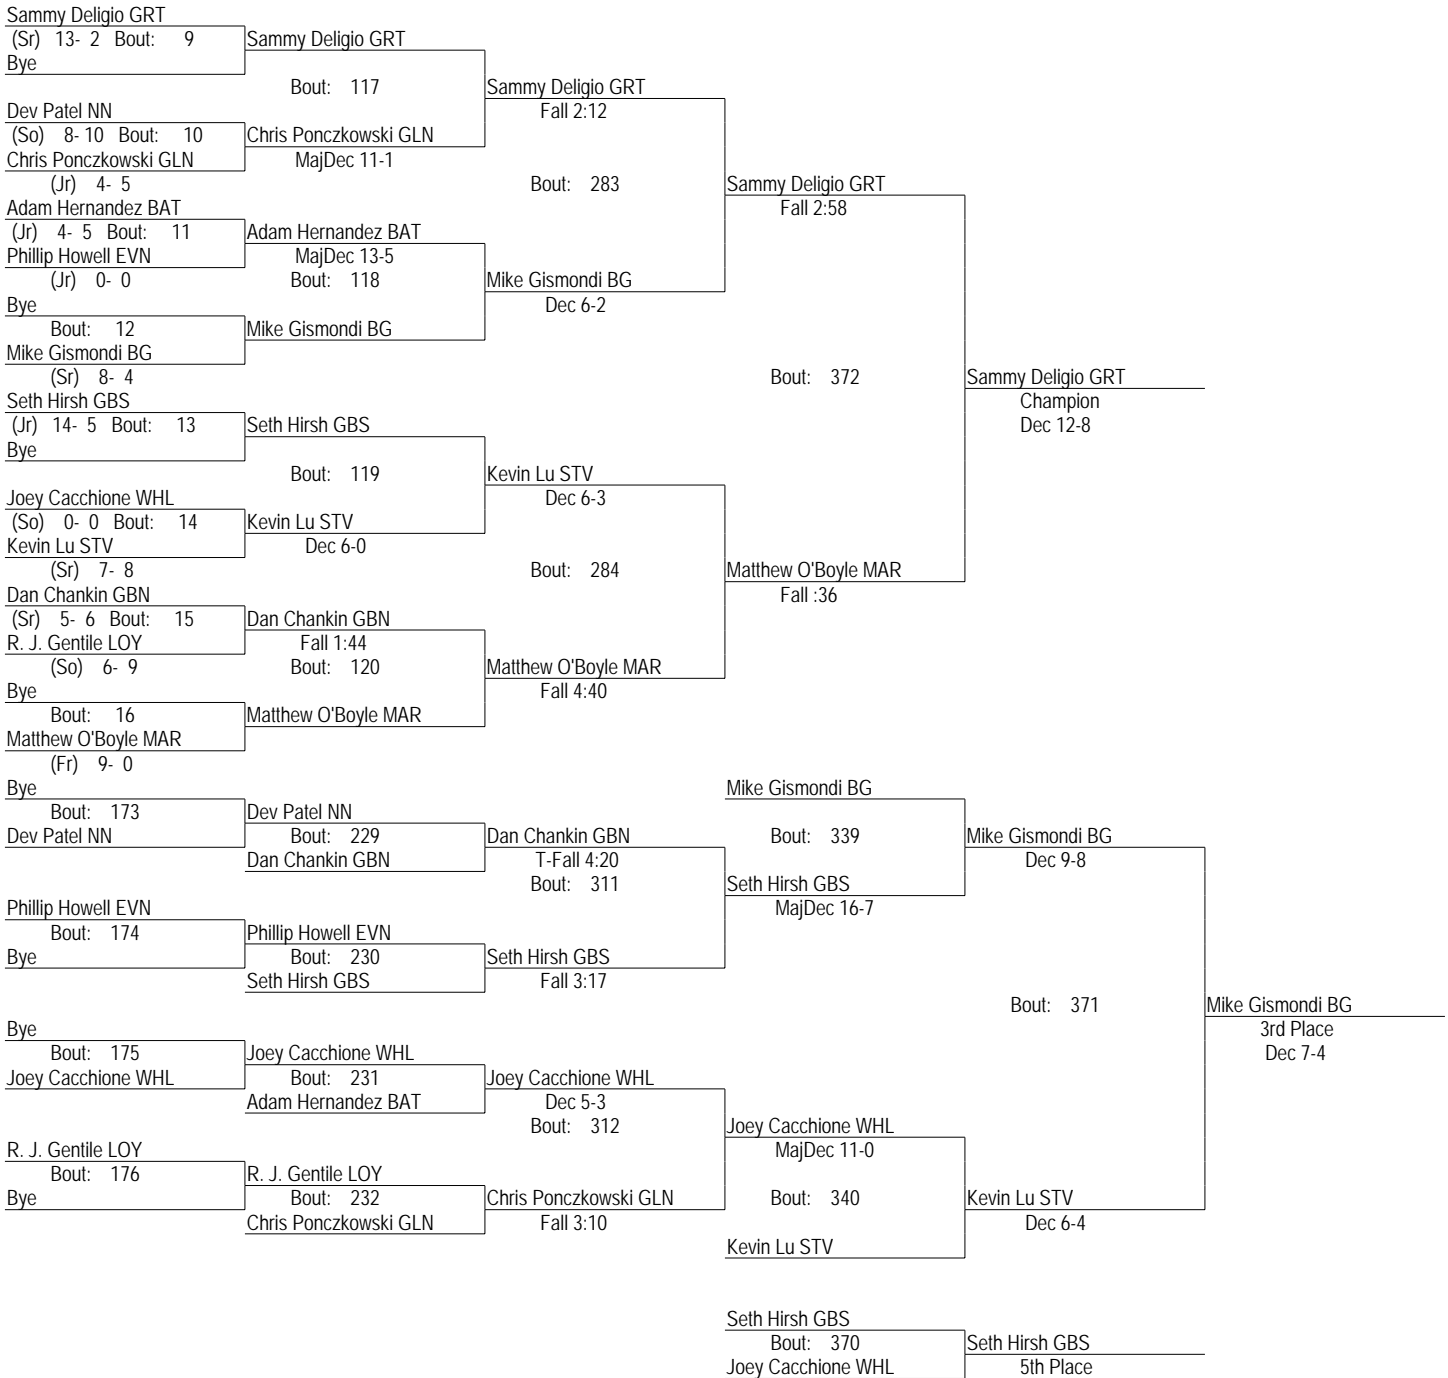 Sammy Deligio GRT
(Sr) 13- 2 Bout: 9 Sammy Deligio GRT
Bye
Bout: 117 Sammy Deligio GRT
Dev Patel NN Fall 2:12
(So) 8- 10 Bout: 10 Chris Ponczkowski GLN
Chris Ponczkowski GLN MajDec 11-1
(Jr) 4- 5 Bout: 283 Sammy Deligio GRT
Adam Hernandez BAT Fall 2:58
(Jr) 4- 5 Bout: 11 Adam Hernandez BAT
Phillip Howell EVN MajDec 13-5
(Jr) 0- 0 Bout: 118 Mike Gismondi BG
Bye Dec 6-2
Bout: 12 Mike Gismondi BG
Mike Gismondi BG
(Sr) 8- 4 Bout: 372 Sammy Deligio GRT
Seth Hirsh GBS Champion
(Jr) 14- 5 Bout: 13 Seth Hirsh GBS Dec 12-8
Bye
Bout: 119 Kevin Lu STV
Joey Cacchione WHL Dec 6-3
(So) 0- 0 Bout: 14 Kevin Lu STV
Kevin Lu STV Dec 6-0
(Sr) 7- 8 Bout: 284 Matthew O'Boyle MAR
Dan Chankin GBN Fall :36
(Sr) 5- 6 Bout: 15 Dan Chankin GBN
R. J. Gentile LOY Fall 1:44
(So) 6- 9 Bout: 120 Matthew O'Boyle MAR
Bye Fall 4:40
Bout: 16 Matthew O'Boyle MAR
Matthew O'Boyle MAR
(Fr) 9- 0
Bye Mike Gismondi BG
Bout: 173 Dev Patel NN
Dev Patel NN Bout: 229 Dan Chankin GBN Bout: 339 Mike Gismondi BG
Dan Chankin GBN T-Fall 4:20 Dec 9-8
Bout: 311 Seth Hirsh GBS
Phillip Howell EVN MajDec 16-7
Bout: 174 Phillip Howell EVN
Bye Bout: 230 Seth Hirsh GBS
Seth Hirsh GBS Fall 3:17
Bout: 371 Mike Gismondi BG
Bye 3rd Place
Bout: 175 Joey Cacchione WHL Dec 7-4
Joey Cacchione WHL Bout: 231 Joey Cacchione WHL
Adam Hernandez BAT Dec 5-3
Bout: 312 Joey Cacchione WHL
R. J. Gentile LOY MajDec 11-0
Bout: 176 R. J. Gentile LOY
Bye Bout: 232 Chris Ponczkowski GLN Bout: 340 Kevin Lu STV
Chris Ponczkowski GLN Fall 3:10 Dec 6-4
Kevin Lu STV
Seth Hirsh GBS
Bout: 370 Seth Hirsh GBS
Joey Cacchione WHL 5th Place